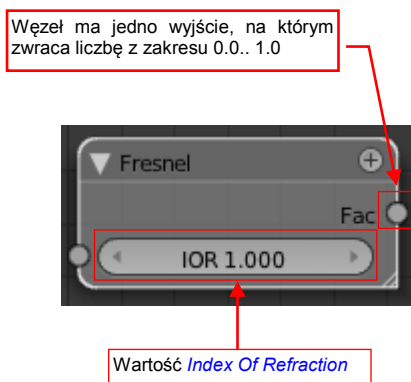 Węzeł ma jedno wyjście, na którym
zwraca liczbę z zakresu 0.0.. 1.0
Fresnel
Fac
IOR 1.000
Wartość Index Of Refraction